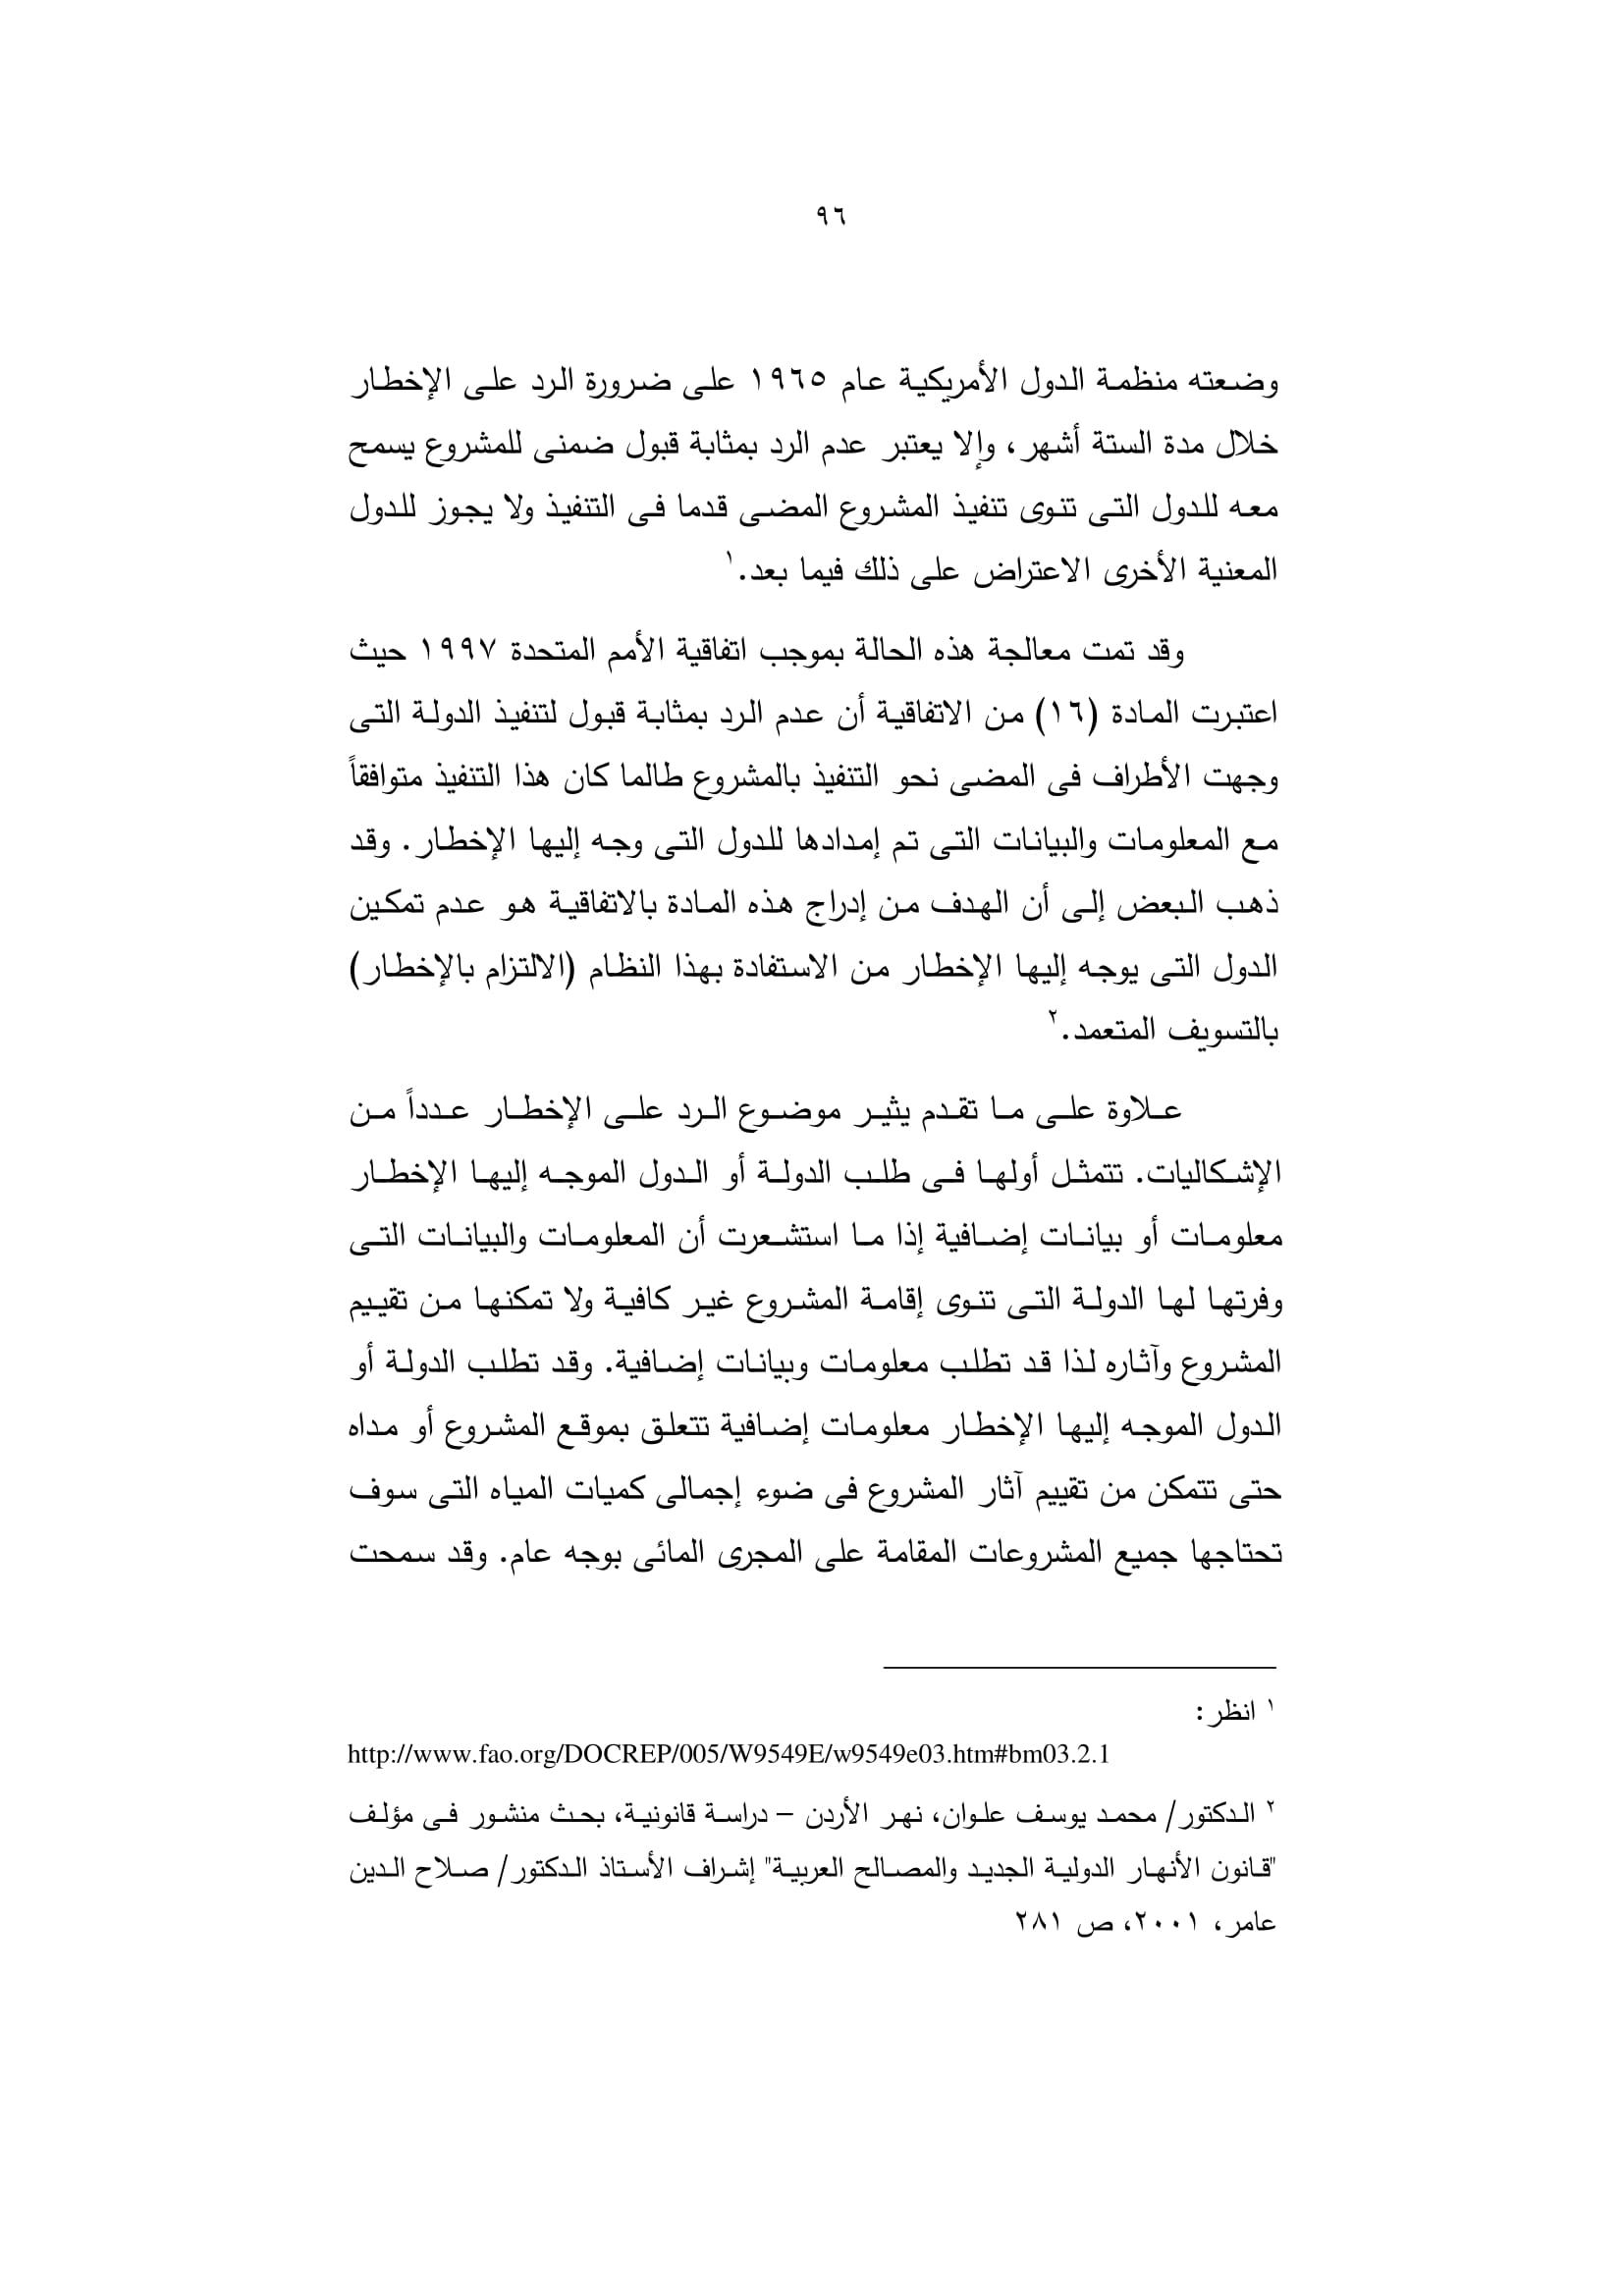 ٩٦
وضعته منظمة الدول الأمريكية عام ١٩٦٥ على ضرورة الرد على الإخطار
خلال مدة الستة أشهر، وإلا يعتبر عدم الرد بمثابة قبول ضمنى للمشروع يسمح
معه للدول التى تنوى تنفيذ المشروع المضى قدما فى التنفيذ ولا يجوز للدول
المعنية الأخرى الاعتراض على ذلك فيما بعد.١
وقد تمت معالجة هذه الحالة بموجب اتفاقية الأمم المتحدة ١٩٩٧ حيث
اعتبرت المادة (١٦) من الاتفاقية أن عدم الرد بمثابة قبول لتنفيذ الدولة التى
وجهت الأطراف فى المضى نحو التنفيذ بالمشروع طالما كان هذا التنفيذ متوافقاً
مع المعلومات والبيانات التى تم إمدادها للدول التى وجه إليها الإخطار. وقد
ذهب البعض إلى أن الهدف من إدراج هذه المادة بالاتفاقية هو عدم تمكين
الدول التى يوجه إليها الإخطار من الاستفادة بهذا النظام (الالتزام بالإخطار)
بالتسويف المتعمد.٢
علاوة على ما تقدم يثير موضوع الرد على الإخطار عدداً من
الإشكاليات. تتمثل أولها فى طلب الدولة أو الدول الموجه إليها الإخطار
معلومات أو بيانات إضافية إذا ما استشعرت أن المعلومات والبيانات التى
وفرتها لها الدولة التى تنوى إقامة المشروع غير كافية ولا تمكنها من تقييم
المشروع وآثاره لذا قد تطلب معلومات وبيانات إضافية. وقد تطلب الدولة أو
الدول الموجه إليها الإخطار معلومات إضافية تتعلق بموقع المشروع أو مداه
حتى تتمكن من تقييم آثار المشروع فى ضوء إجمالى كميات المياه التى سوف
تحتاجها جميع المشروعات المقامة على المجرى المائى بوجه عام. وقد سمحت
١ انظر:
http://www.fao.org/DOCREP/005/W9549E/w9549e03.htm#bm03.2.1
٢ الدكتور/ محمد يوسف علوان، نهر الأردن – دراسة قانونية، بحث منشور فى مؤلف
"قانون الأنهار الدولية الجديد والمصالح العربية" إشراف الأستاذ الدكتور/ صلاح الدين
عامر، ٢٠٠١، ص ٢٨١